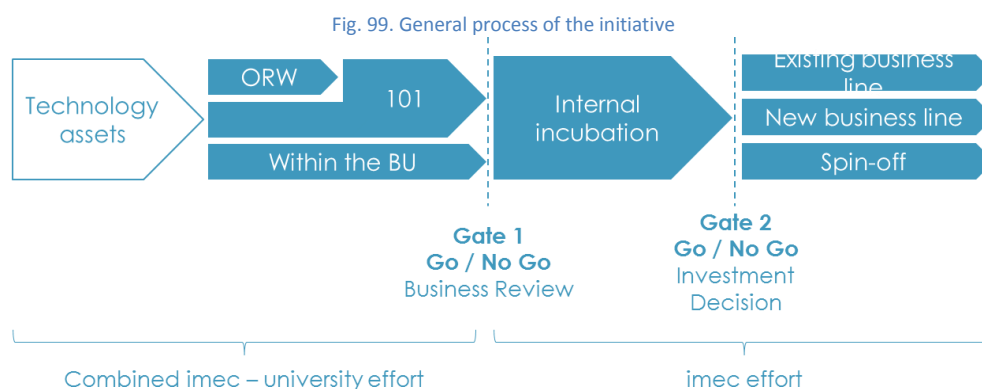 Fig. 99. General process of the initiative
Technology
assets
ORW
101
Within the BU
Internal
incubation
Existing business
line
New business line
Spin-off
Gate 1
Go / No Go
Business Review
Gate 2
Go / No Go
Investment
Decision
Combined imec – university effort
imec effort